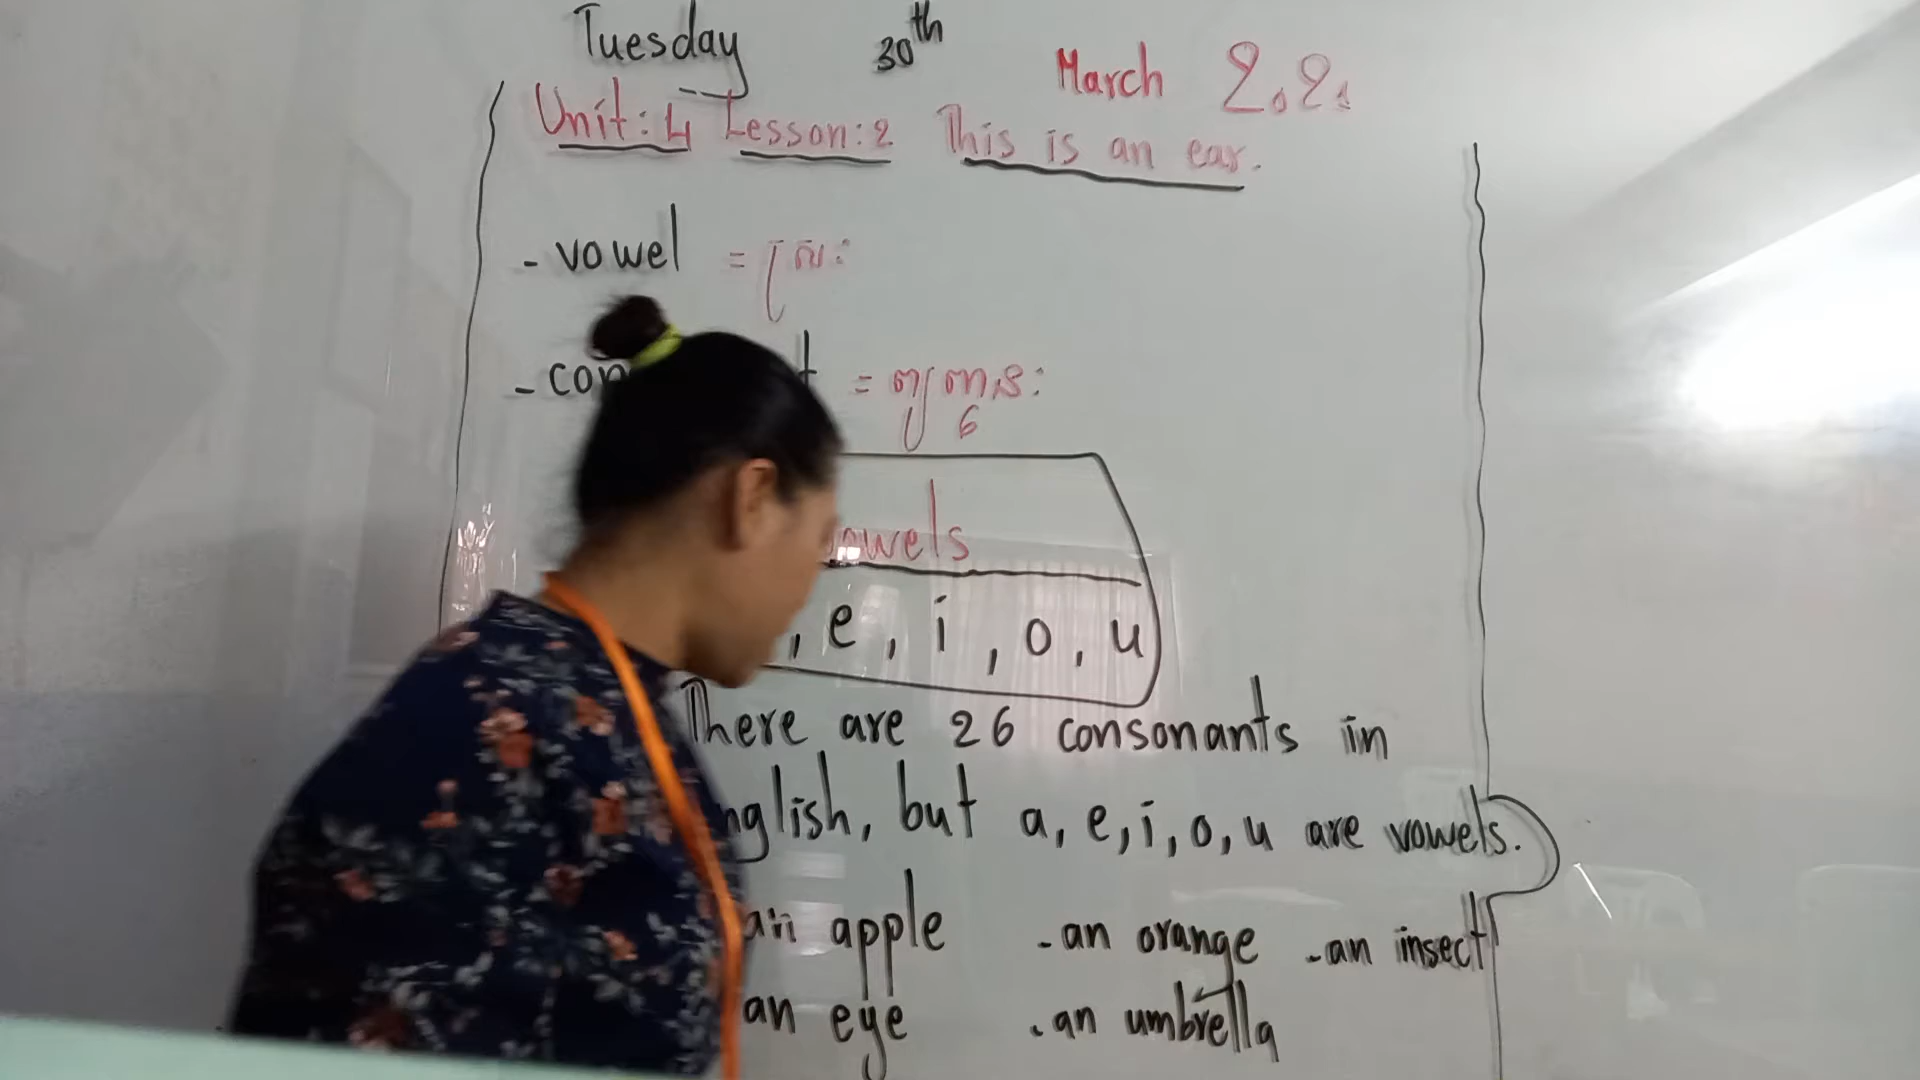 Tuesday 30th March 2021
Unit: 4 Lesson: 2 This is an ear.
- vowel = ស្រៈ
- con t = ព្យញ្ជនៈ
vowels
, e, i, o, u
There are 26 consonants in
nglish, but a, e, i, o, u are vowels.
an apple - an orange - an insect
an eye - an umbrella